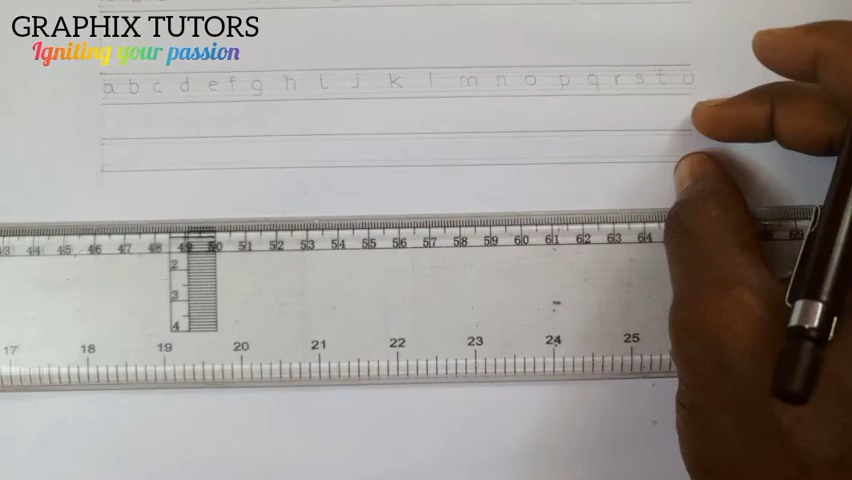 GRAPHIX TUTORS
Igniting your passion
a b c d e f g h i j k l m n o p q r s t u
43 44 45 46 47 48 49 50 51 52 53 54 55 56 57 58 59 60 61 62 63 64 69
2
3
4
17 18 19 20 21 22 23 24 25